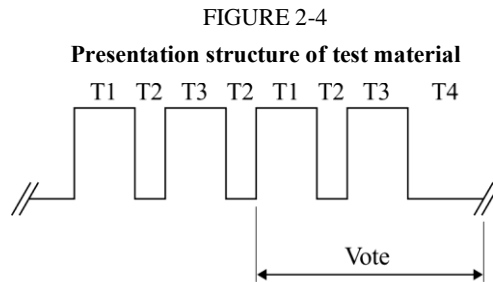 FIGURE 2-4
Presentation structure of test material
T1 T2 T3 T2 T1 T2 T3 T4
Vote